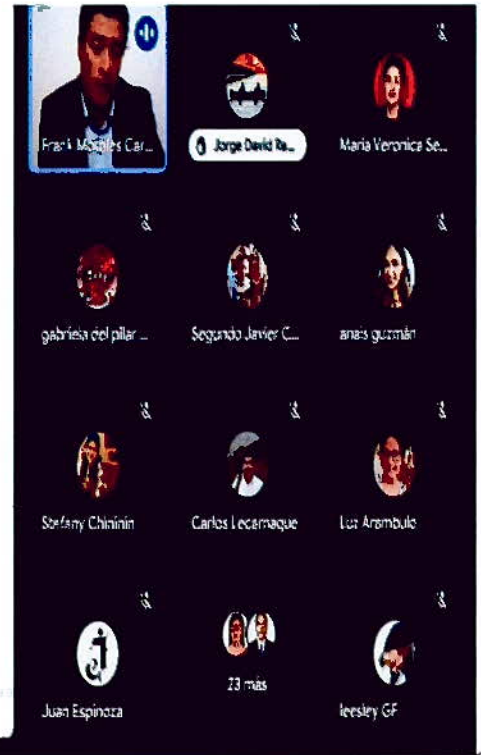 Frank Morales Car...
Jorge David Ra...
Maria Veronica Se...
gabriela del pilar ...
Segundo Javier C...
anais guzmán
Stefany Chininin
Carlos Lecarnaque
Luz Arambulo
Juan Espinoza
23 más
leesley GF